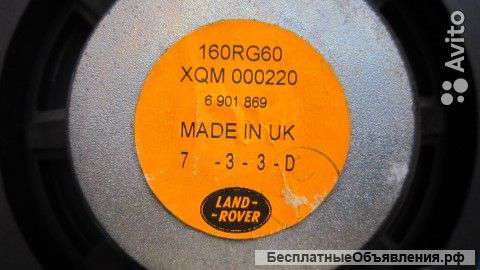 160RG60
XQM 000220
6 901 869
MADE IN UK
7 -3-3-D
LAND-
-ROVER
Avito
БесплатныеОбъявления.рф